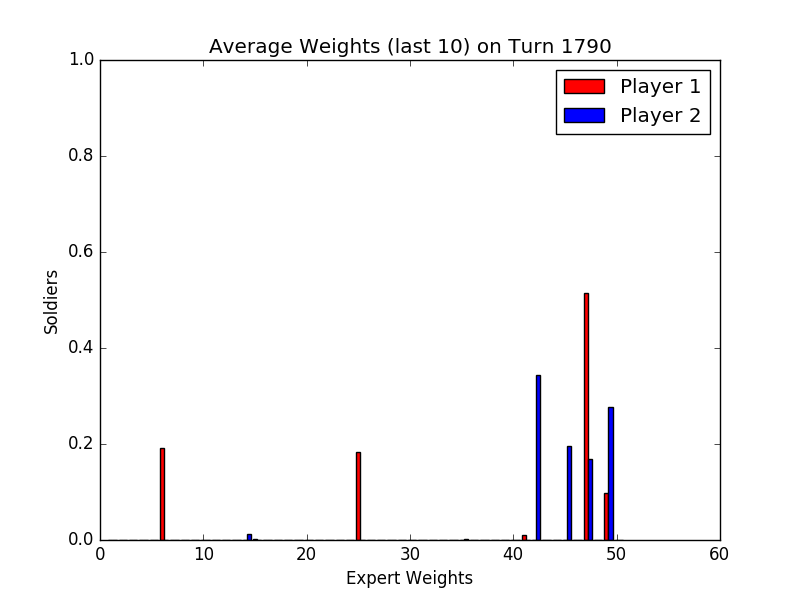 Average Weights (last 10) on Turn 1790
1.0
0.8
0.6
0.4
0.2
0.0
Soldiers
Player 1
Player 2
0 10 20 30 40 50 60
Expert Weights